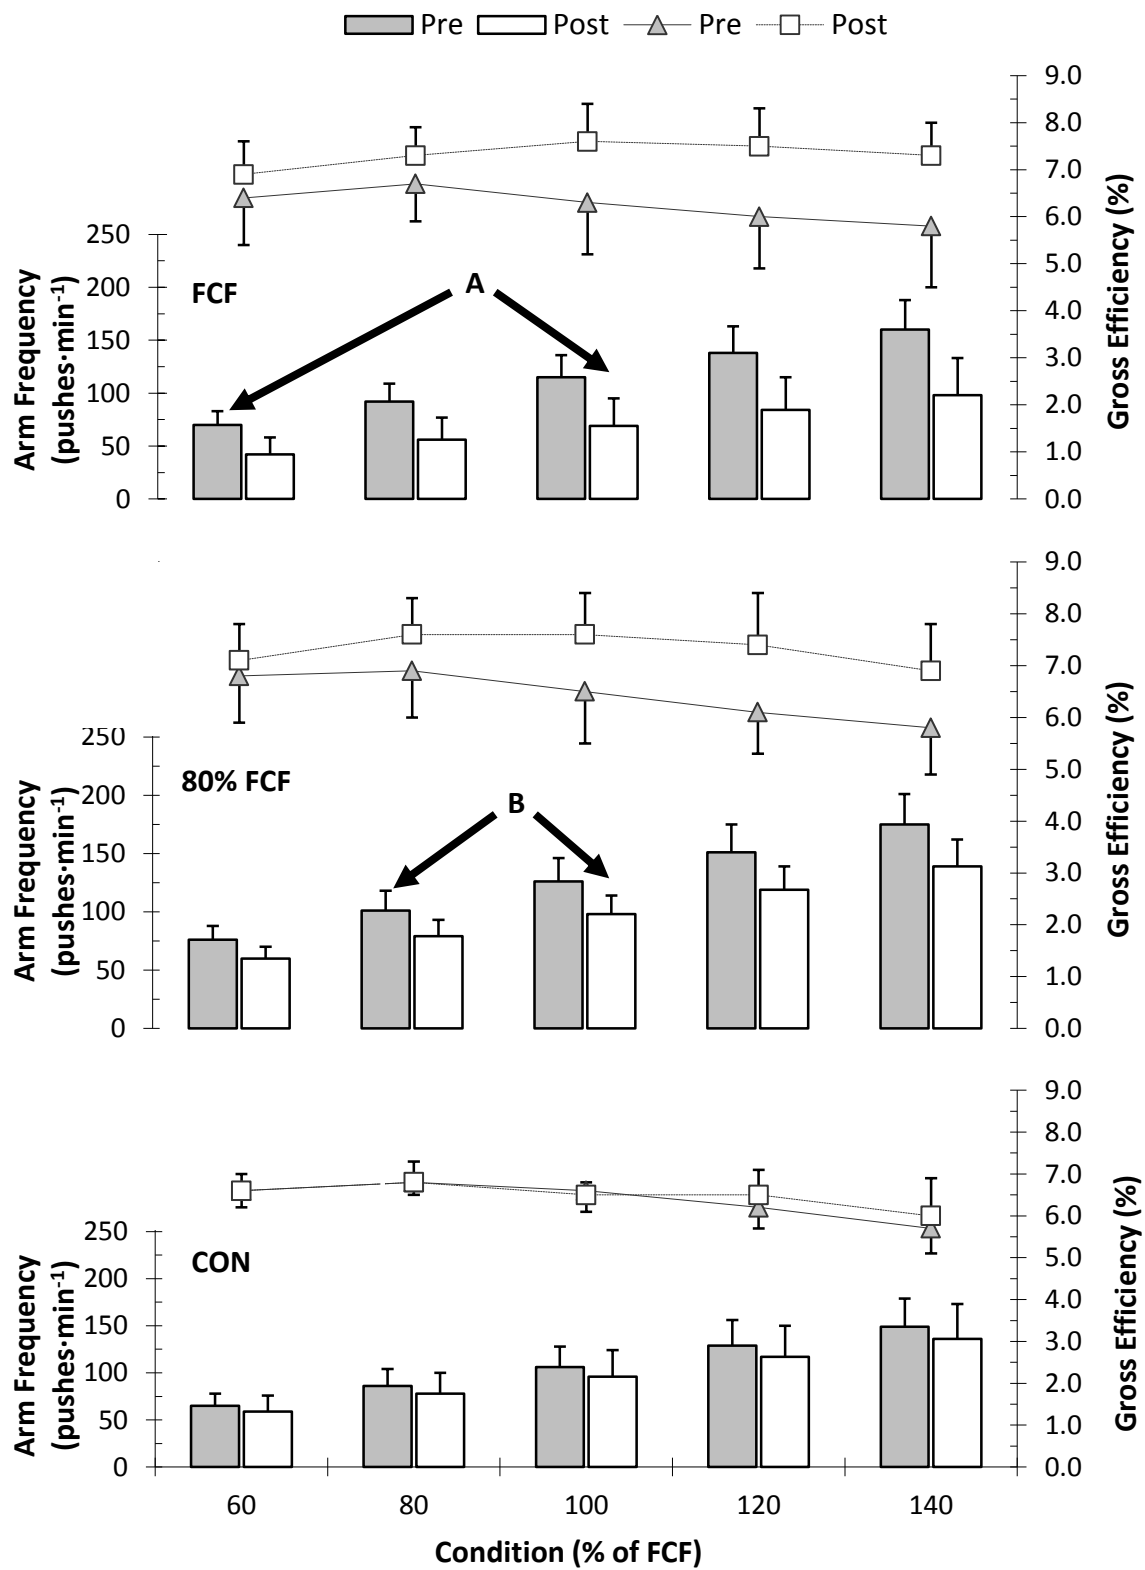 Pre Post Pre Post
9.0
8.0
7.0
6.0
5.0
4.0
3.0
2.0
1.0
0.0
Gross Efficiency (%)
250
200
150
100
50
0
Arm Frequency
(pushes·min⁻¹)
FCF
A
9.0
8.0
7.0
6.0
5.0
4.0
3.0
2.0
1.0
0.0
Gross Efficiency (%)
250
200
150
100
50
0
Arm Frequency
(pushes·min⁻¹)
80% FCF
B
9.0
8.0
7.0
6.0
5.0
4.0
3.0
2.0
1.0
0.0
Gross Efficiency (%)
250
200
150
100
50
0
Arm Frequency
(pushes·min⁻¹)
CON
60 80 100 120 140
Condition (% of FCF)